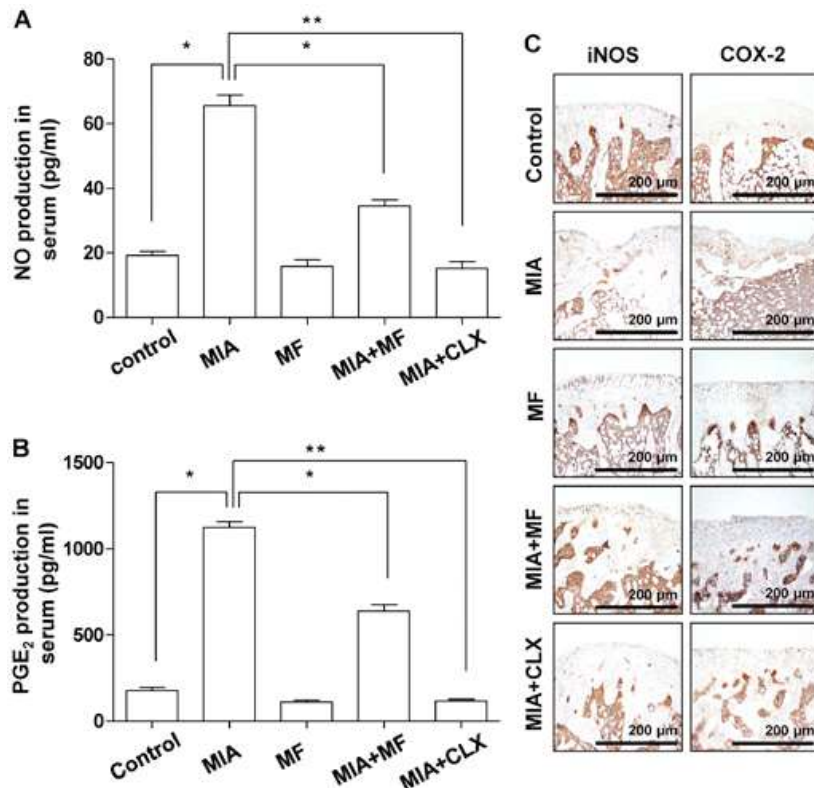 A
**
*
*
NO production in
serum (pg/ml)
80
60
40
20
0
control
MIA
MF
MIA+MF
MIA+CLX
B
**
*
*
PGE₂ production in
serum (pg/ml)
1500
1000
500
0
Control
MIA
MF
MIA+MF
MIA+CLX
C
iNOS COX-2
Control
200 µm 200 µm
MIA
200 µm 200 µm
MF
200 µm 200 µm
MIA+MF
200 µm 200 µm
MIA+CLX
200 µm 200 µm